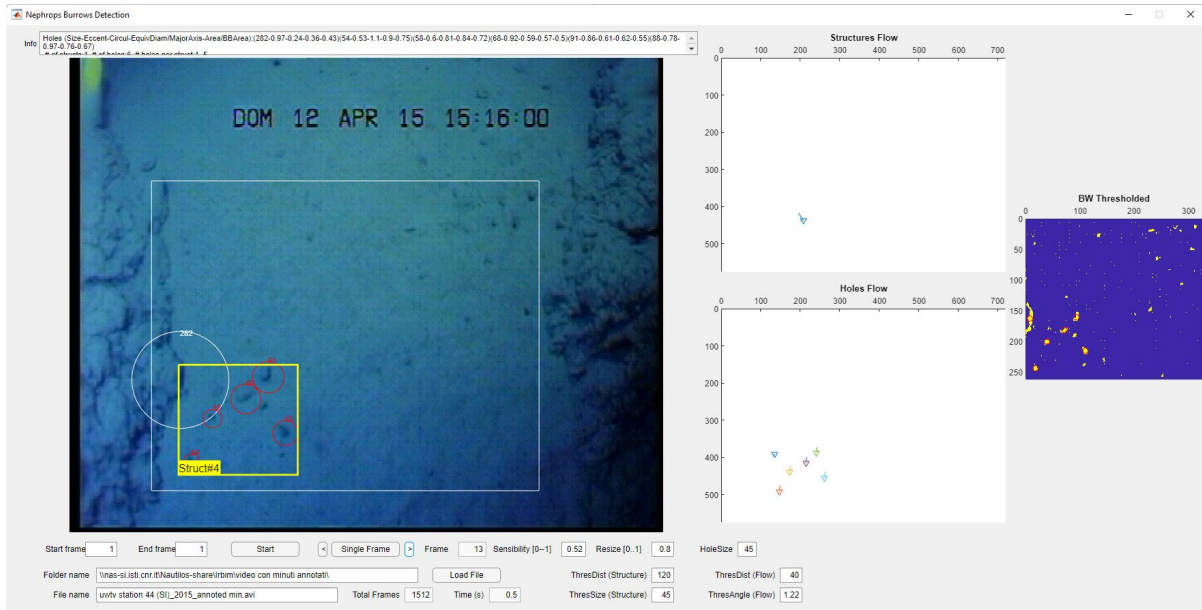 Nephrops Burrows Detection
Info
Holes (Size-Eccent-Circul-EquivDiam/MajorAxis-Area/BBArea):(282-0.97-0.24-0.36-0.43)(54-0.53-1.1-0.9-0.75)(58-0.6-0.81-0.84-0.72)(68-0.92-0.59-0.57-0.5)(91-0.86-0.61-0.62-0.55)(88-0.78-
0.97-0.76-0.67)
DOM 12 APR 15 15:16:00
282
Struct#4
Structures Flow
0 100 200 300 400 500 600 700
0
100
200
300
400
500
Holes Flow
0 100 200 300 400 500 600 700
0
100
200
300
400
500
BW Thresholded
0 100 200 300
0
50
100
150
200
250
Start frame 1 End frame 1 Start < Single Frame > Frame 13 Sensibility [0--1] 0.52 Resize [0..1] 0.8 HoleSize 45
Folder name \\nas-si.isti.cnr.it\Nautilos-share\Irbim\video con minuti annotati\ Load File ThresDist (Structure) 120 ThresDist (Flow) 40
File name uwtv station 44 (SI)_2015_annoted min.avi Total Frames 1512 Time (s) 0.5 ThresSize (Structure) 45 ThresAngle (Flow) 1.22